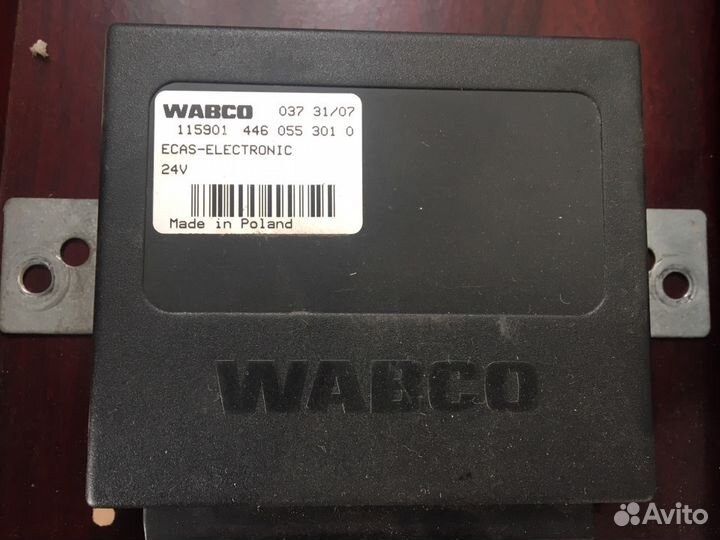 WABCO 037 31/07
115901 446 055 301 0
ECAS-ELECTRONIC
24V
Made in Poland
WABCO
Avito